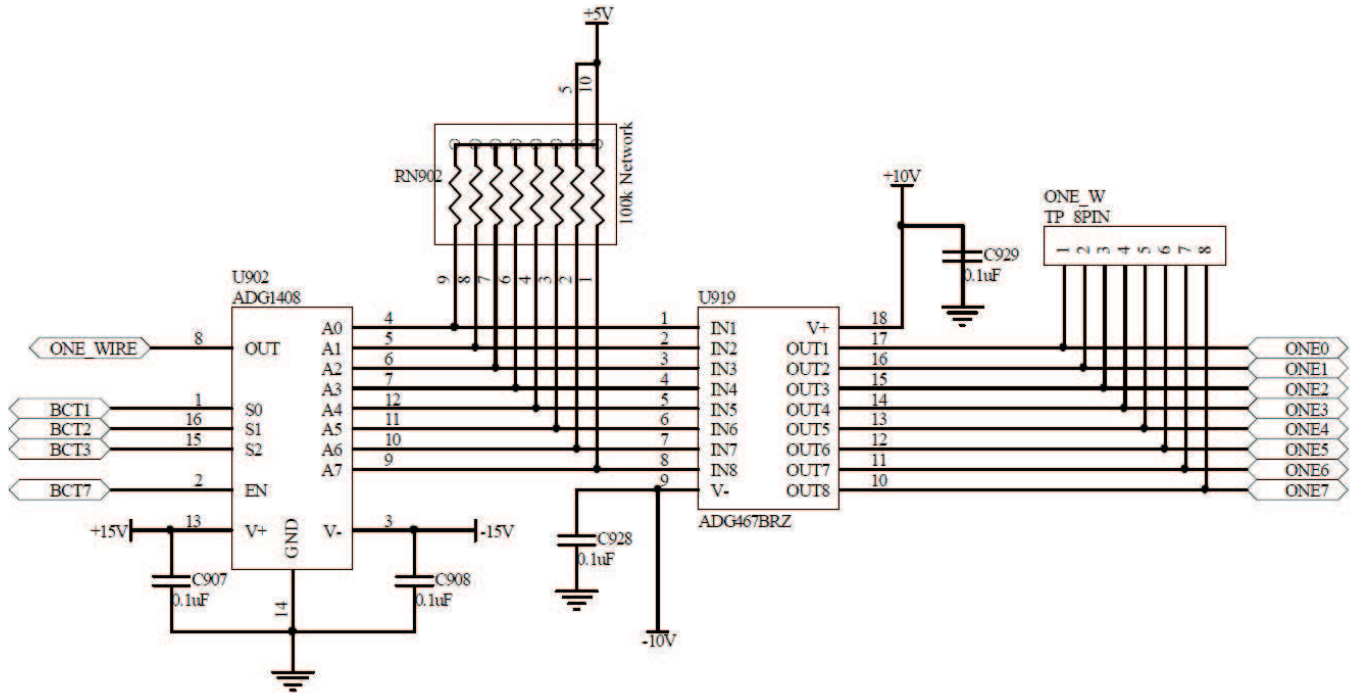 +5V
5
10
RN902
100k Network
9
8
7
6
4
3
2
1
+10V
C929
0.1uF
ONE_W
TP_8PIN
1
2
3
4
5
6
7
8
U902
ADG1408
ONE_WIRE
8
OUT
BCT1
1
S0
BCT2
16
S1
BCT3
15
S2
BCT7
2
EN
+15V
13
V+
GND
14
A0
4
A1
5
A2
6
A3
7
A4
12
A5
11
A6
10
A7
9
V-
3
-15V
C907
0.1uF
C908
0.1uF
U919
1
IN1
2
IN2
3
IN3
4
IN4
5
IN5
6
IN6
7
IN7
8
IN8
9
V-
V+
18
OUT1
17
ONE0
OUT2
16
ONE1
OUT3
15
ONE2
OUT4
14
ONE3
OUT5
13
ONE4
OUT6
12
ONE5
OUT7
11
ONE6
OUT8
10
ONE7
ADG467BRZ
C928
0.1uF
-10V